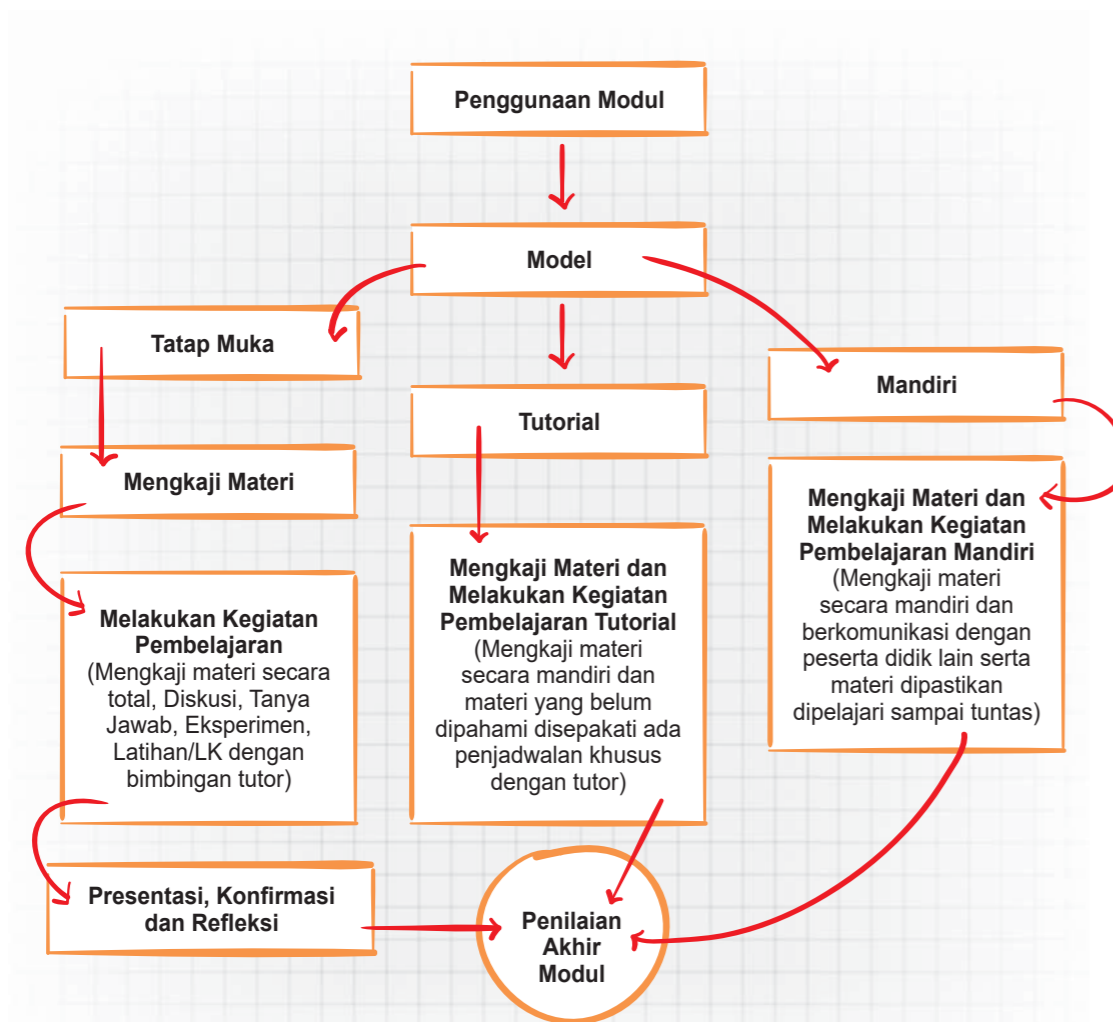 Penggunaan Modul
Model
Tatap Muka
Mengkaji Materi
Melakukan Kegiatan
Pembelajaran
(Mengkaji materi secara
total, Diskusi, Tanya
Jawab, Eksperimen,
Latihan/LK dengan
bimbingan tutor)
Presentasi, Konfirmasi
dan Refleksi
Tutorial
Mengkaji Materi dan
Melakukan Kegiatan
Pembelajaran Tutorial
(Mengkaji materi
secara mandiri dan
materi yang belum
dipahami disepakati ada
penjadwalan khusus
dengan tutor)
Mandiri
Mengkaji Materi dan
Melakukan Kegiatan
Pembelajaran Mandiri
(Mengkaji materi
secara mandiri dan
berkomunikasi dengan
peserta didik lain serta
materi dipastikan
dipelajari sampai tuntas)
Penilaian
Akhir
Modul